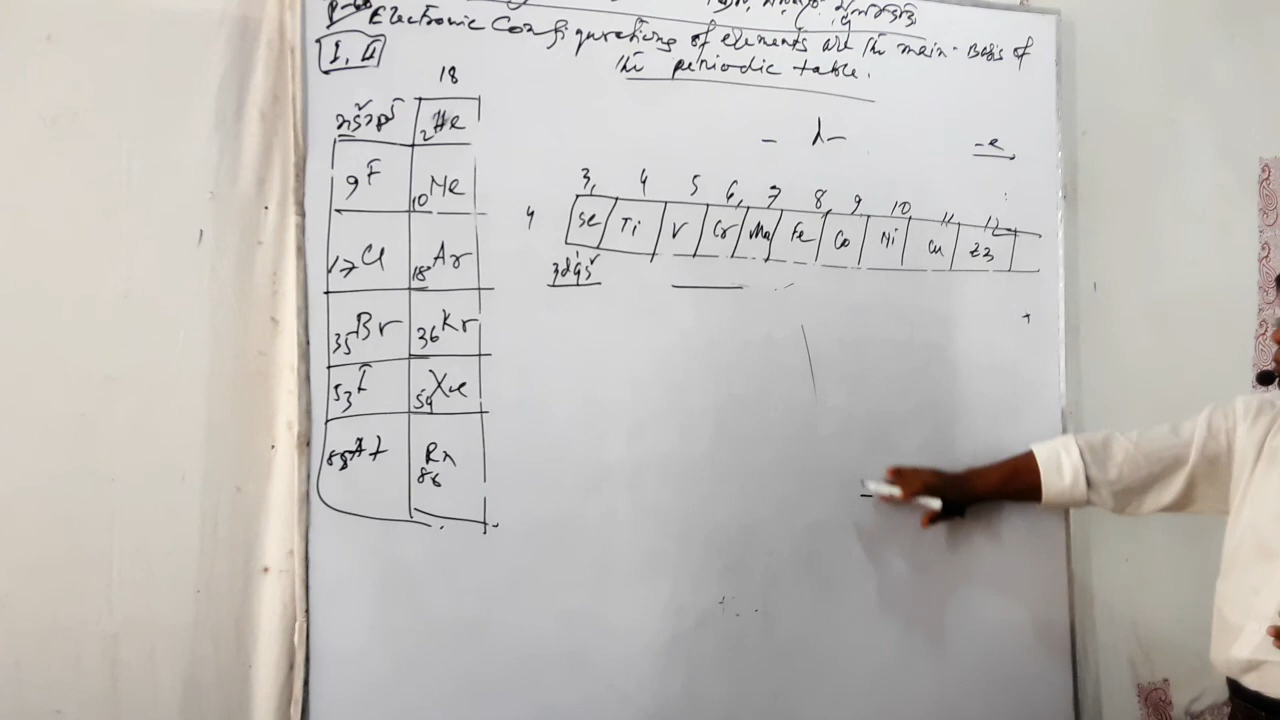 Electronic Configurations of elements are the main Basis of
the periodic table.
I, II
18
2He
9F 10Ne
17Cl 18Ar
35Br 36Kr
53I 54Xe
85At Rn
86
- d -
-e
3, 4 5 6, 7 8, 9, 10 11 12
4 Sc Ti V Cr Mn Fe Co Ni Cu Zn